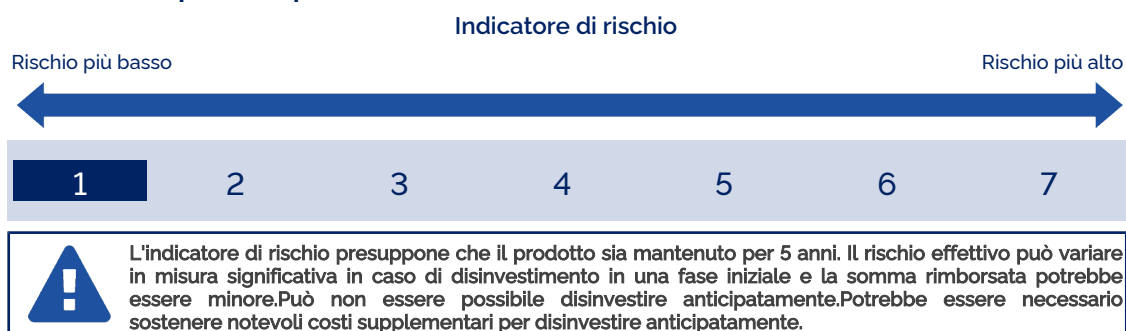 Indicatore di rischio
Rischio più basso
Rischio più alto
1 2 3 4 5 6 7
L'indicatore di rischio presuppone che il prodotto sia mantenuto per 5 anni. Il rischio effettivo può variare
in misura significativa in caso di disinvestimento in una fase iniziale e la somma rimborsata potrebbe
essere minore.Può non essere possibile disinvestire anticipatamente.Potrebbe essere necessario
sostenere notevoli costi supplementari per disinvestire anticipatamente.